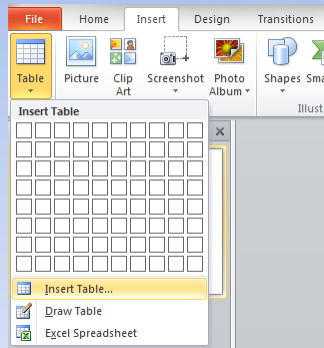 File Home Insert Design Transitions
Table Picture Clip Art Screenshot Photo Album Shapes
Illust
Insert Table
Insert Table...
Draw Table
Excel Spreadsheet